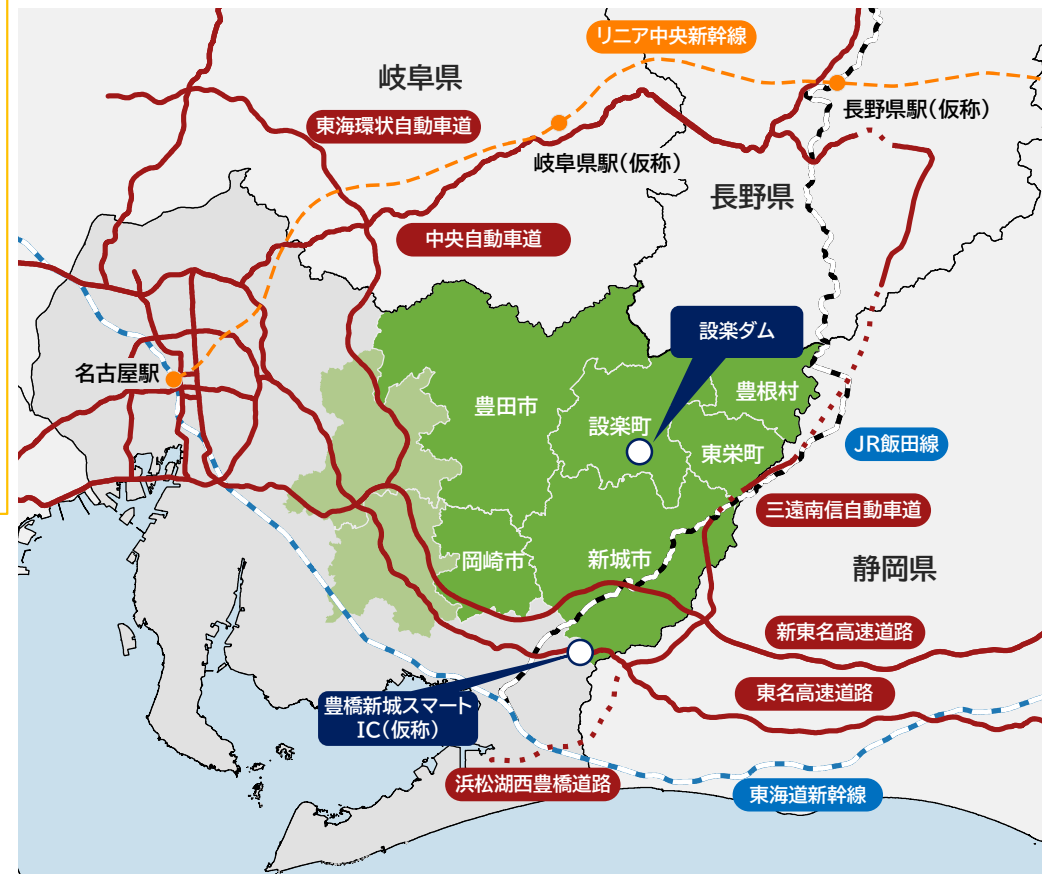 リニア中央新幹線
岐阜県
長野県駅(仮称)
東海環状自動車道
岐阜県駅(仮称)
長野県
中央自動車道
設楽ダム
名古屋駅
豊田市
設楽町
豊根村
東栄町
JR飯田線
三遠南信自動車道
岡崎市
新城市
静岡県
新東名高速道路
東名高速道路
豊橋新城スマート
IC(仮称)
浜松湖西豊橋道路
東海道新幹線